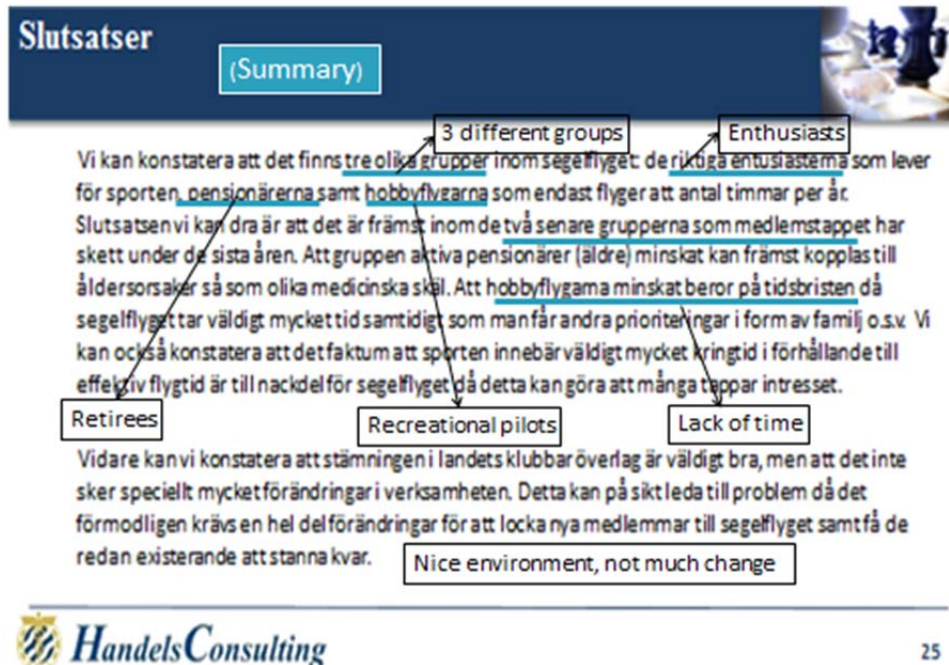 Slutsatser
(Summary)
3 different groups
Enthusiasts
Vi kan konstatera att det finns tre olika grupper inom segelflyget: de riktiga entusiasterna som lever
för sporten, pensionärerna samt hobbyflygarna som endast flyger att antal timmar per år.
Slutsatsen vi kan dra är att det är främst inom de två senare grupperna som medlemstappet har
skett under de sista åren. Att gruppen aktiva pensionärer (äldre) minskat kan främst kopplas till
åldersorsaker så som olika medicinska skäl. Att hobbyflygarna minskat beror på tidsbristen då
segelflyget tar väldigt mycket tid samtidigt som man får andra prioriteringar i form av familj o.s.v. Vi
kan också konstatera att det faktum att sporten innebär väldigt mycket kringtid i förhållande till
effektiv flygtid är till nackdel för segelflyget då detta kan göra att många tappar intresset.
Retirees
Recreational pilots
Lack of time
Vidare kan vi konstatera att stämningen i landets klubbar överlag är väldigt bra, men att det inte
sker speciellt mycket förändringar i verksamheten. Detta kan på sikt leda till problem då det
förmodligen krävs en hel del förändringar för att locka nya medlemmar till segelflyget samt få de
redan existerande att stanna kvar.
Nice environment, not much change
HandelsConsulting
25